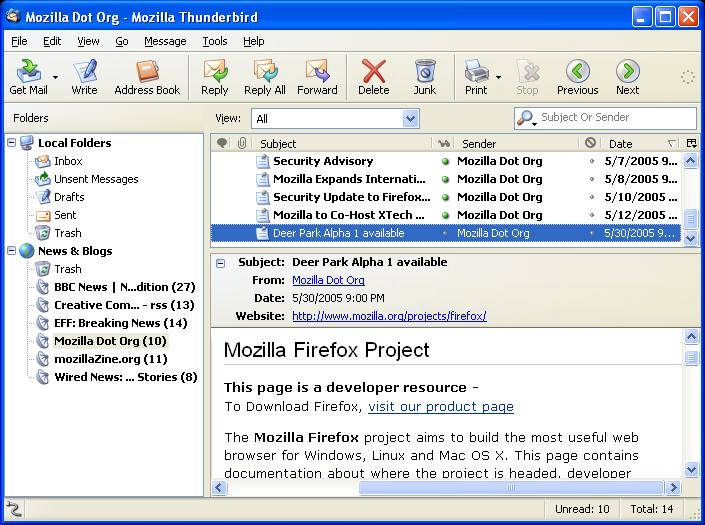 Mozilla Dot Org - Mozilla Thunderbird
File Edit View Go Message Tools Help
Get Mail Write Address Book Reply Reply All Forward Delete Junk Print Stop Previous Next
Folders
View: All Subject Or Sender
Local Folders
Inbox
Unsent Messages
Drafts
Sent
Trash
News & Blogs
Trash
BBC News | N...dition (27)
Creative Com... - rss (13)
EFF: Breaking News (14)
Mozilla Dot Org (10)
mozillaZine.org (11)
Wired News: ... Stories (8)
Subject Sender Date
Security Advisory Mozilla Dot Org 5/7/2005 9...
Mozilla Expands Internati... Mozilla Dot Org 5/8/2005 9...
Security Update to Firefox... Mozilla Dot Org 5/10/2005 ...
Mozilla to Co-Host XTech ... Mozilla Dot Org 5/12/2005 ...
Deer Park Alpha 1 available Mozilla Dot Org 5/30/2005 9...
Subject: Deer Park Alpha 1 available
From: Mozilla Dot Org
Date: 5/30/2005 9:00 PM
Website: http://www.mozilla.org/projects/firefox/
Mozilla Firefox Project
This page is a developer resource -
To Download Firefox, visit our product page
The Mozilla Firefox project aims to build the most useful web
browser for Windows, Linux and Mac OS X. This page contains
documentation about where the project is headed, developer
Unread: 10 Total: 14